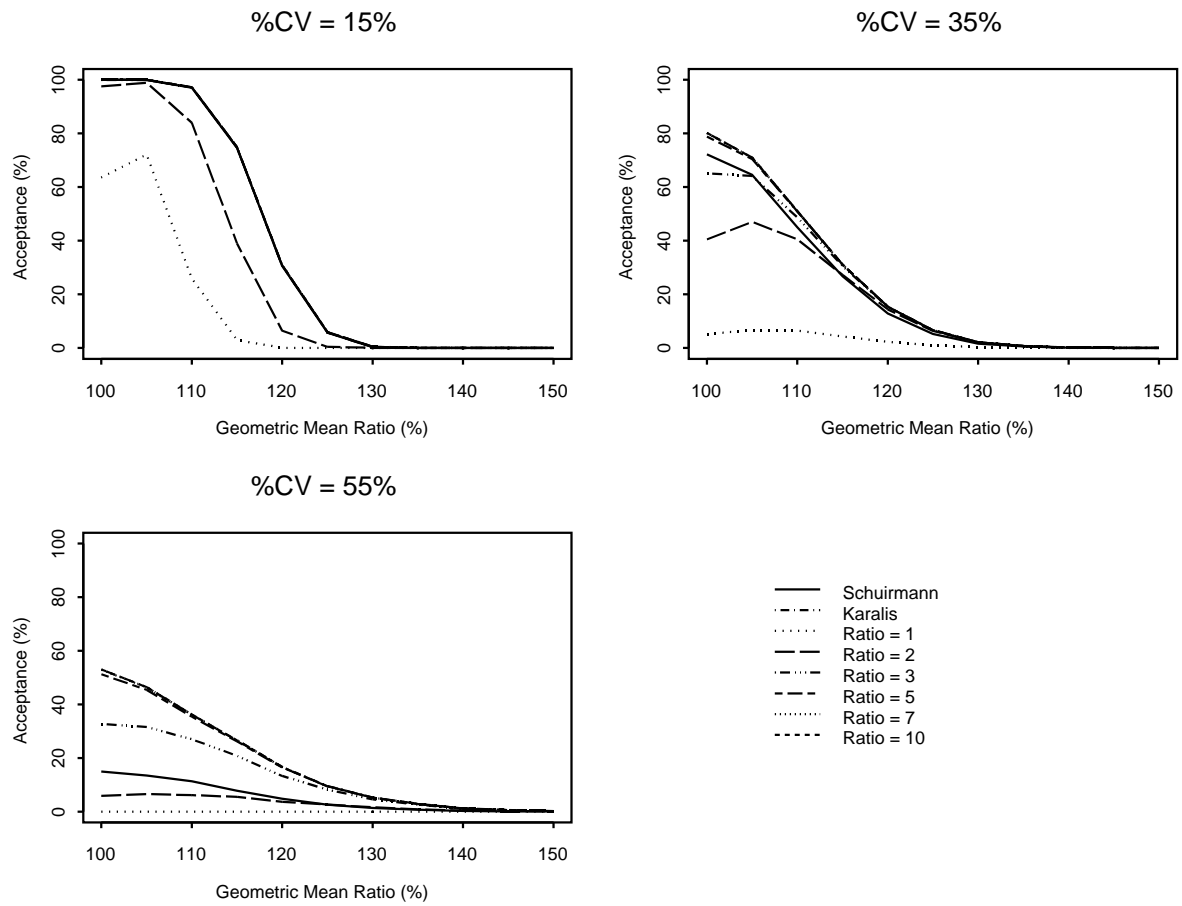 %CV = 15%
Acceptance (%)
0 20 40 60 80 100
100 110 120 130 140 150
Geometric Mean Ratio (%)
%CV = 35%
Acceptance (%)
0 20 40 60 80 100
100 110 120 130 140 150
Geometric Mean Ratio (%)
%CV = 55%
Acceptance (%)
0 20 40 60 80 100
100 110 120 130 140 150
Geometric Mean Ratio (%)
Schuirmann
Karalis
Ratio = 1
Ratio = 2
Ratio = 3
Ratio = 5
Ratio = 7
Ratio = 10